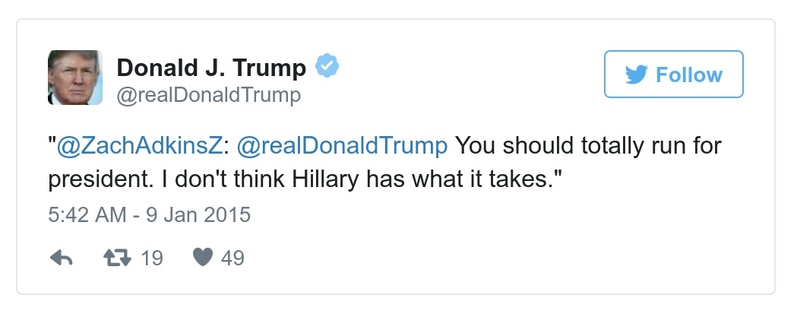 Donald J. Trump
@realDonaldTrump
Follow
"@ZachAdkinsZ: @realDonaldTrump You should totally run for
president. I don't think Hillary has what it takes."
5:42 AM - 9 Jan 2015
19 49